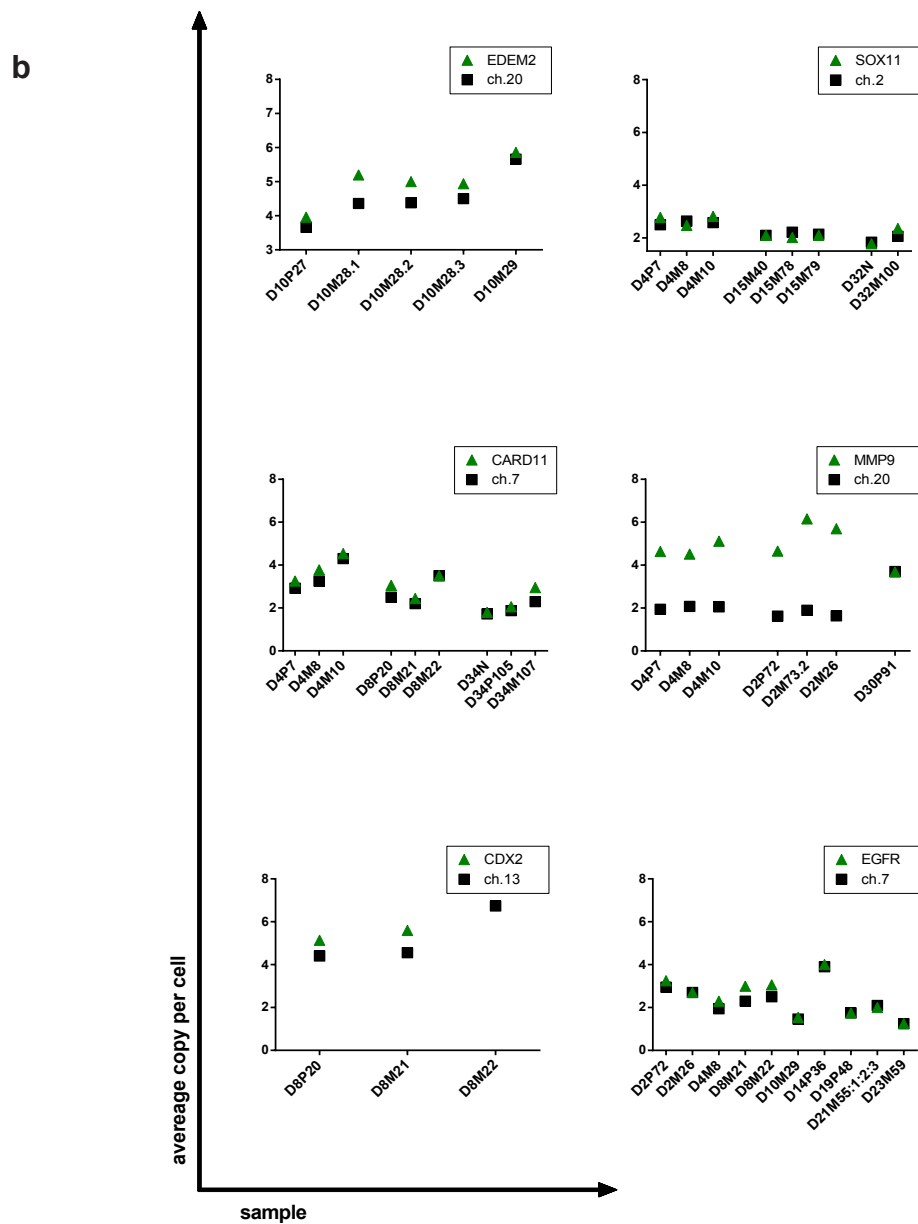 b
EDEM2
ch.20
8
7
6
5
4
3
D10P27
D10M28.1
D10M28.2
D10M28.3
D10M29
SOX11
ch.2
8
6
4
2
D4P7
D4M8
D4M10
D15M40
D15M78
D15M79
D32N
D32M100
CARD11
ch.7
8
6
4
2
0
D4P7
D4M8
D4M10
D8P20
D8M21
D8M22
D34N
D34P105
D34M107
MMP9
ch.20
8
6
4
2
0
D4P7
D4M8
D4M10
D2P72
D2M73.2
D2M26
D30P91
CDX2
ch.13
8
6
4
2
0
D8P20
D8M21
D8M22
EGFR
ch.7
8
6
4
2
0
D2P72
D2M26
D4M8
D8M21
D8M22
D10M29
D14P36
D19P48
D21M55:1:2:3
D23M59
avereage copy per cell
sample